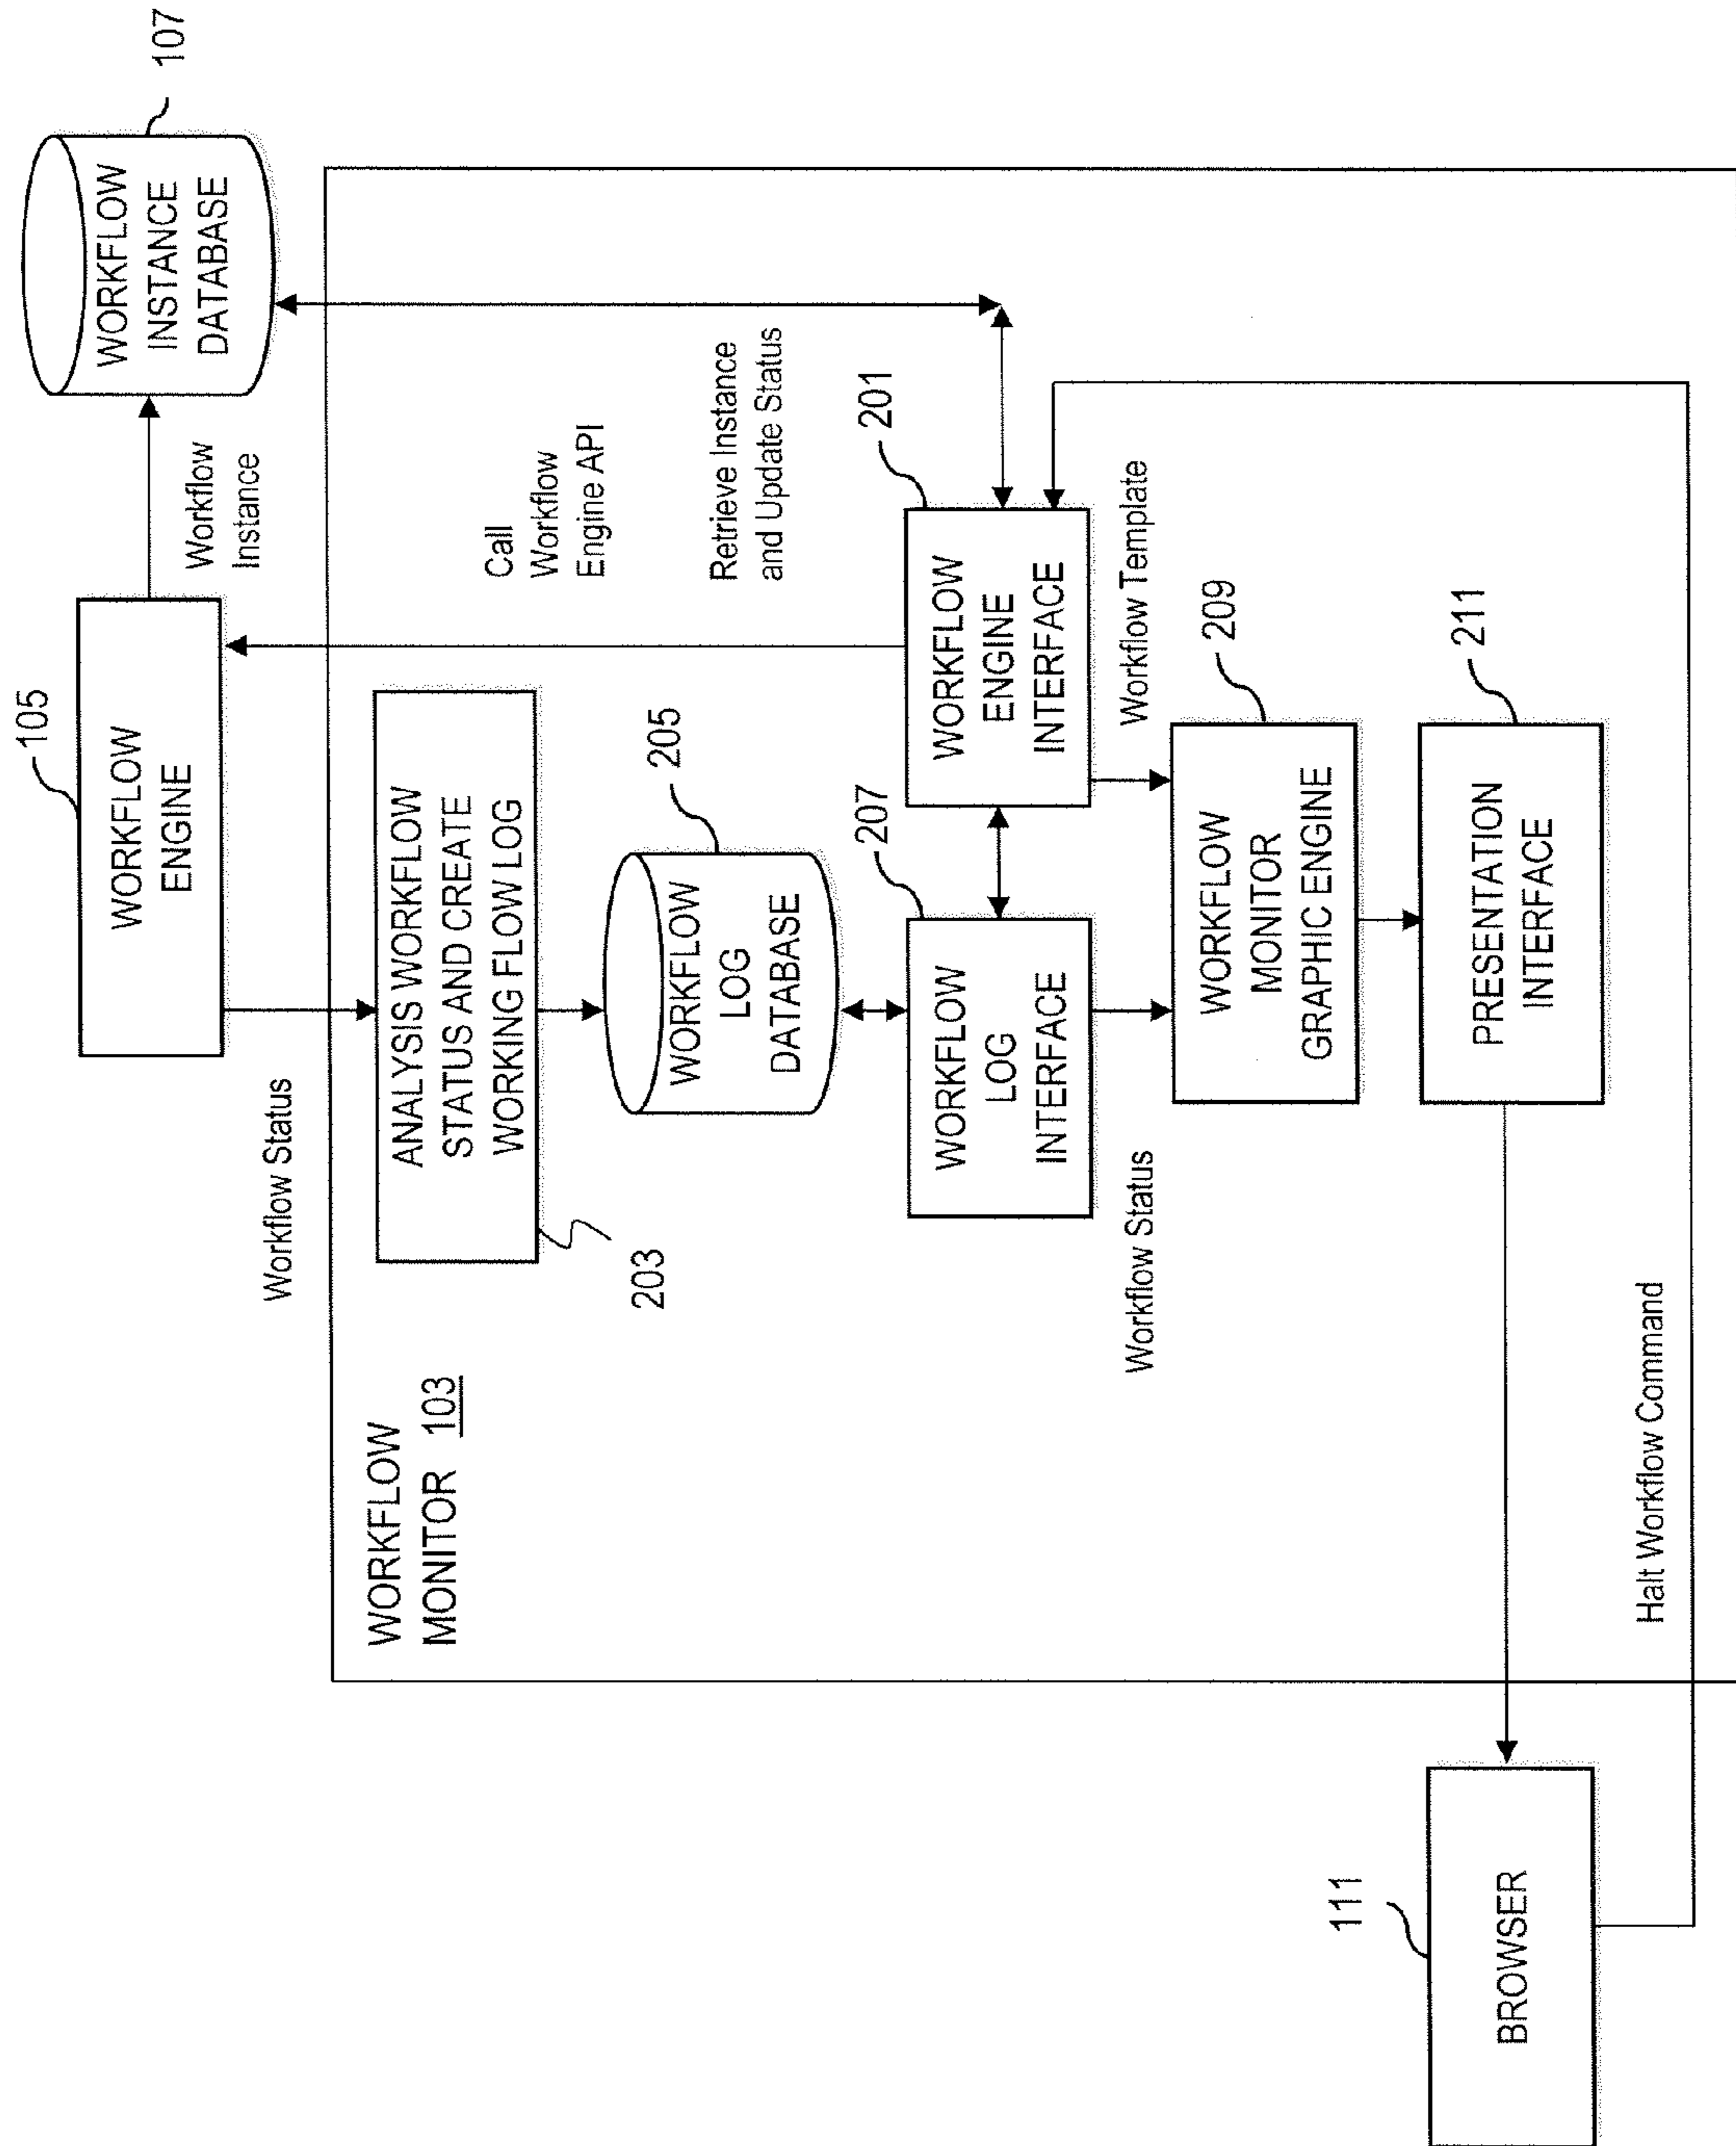 105
WORKFLOW
ENGINE
107
WORKFLOW
INSTANCE
DATABASE
Workflow
Instance
Workflow Status
Call
Workflow
Engine API
Retrieve Instance
and Update Status
WORKFLOW
MONITOR 103
ANALYSIS WORKFLOW
STATUS AND CREATE
WORKING FLOW LOG
203
205
WORKFLOW
LOG
DATABASE
207
WORKFLOW
LOG
INTERFACE
201
WORKFLOW
ENGINE
INTERFACE
Workflow Status
Workflow Template
209
WORKFLOW
MONITOR
GRAPHIC ENGINE
211
PRESENTATION
INTERFACE
111
BROWSER
Halt Workflow Command